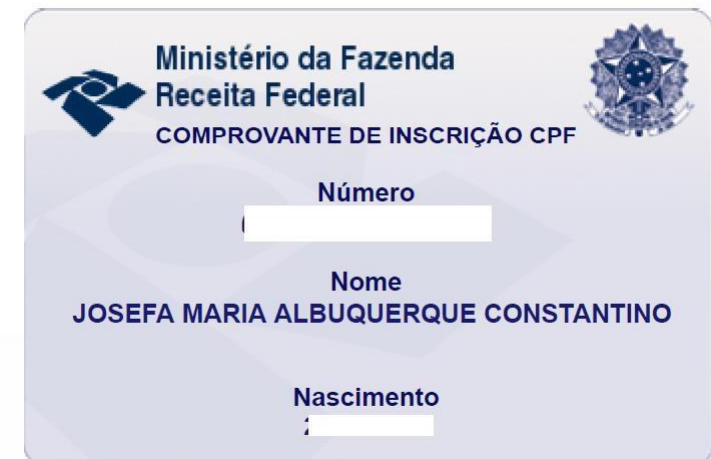 Ministério da Fazenda
Receita Federal
COMPROVANTE DE INSCRIÇÃO CPF
Número
Nome
JOSEFA MARIA ALBUQUERQUE CONSTANTINO
Nascimento